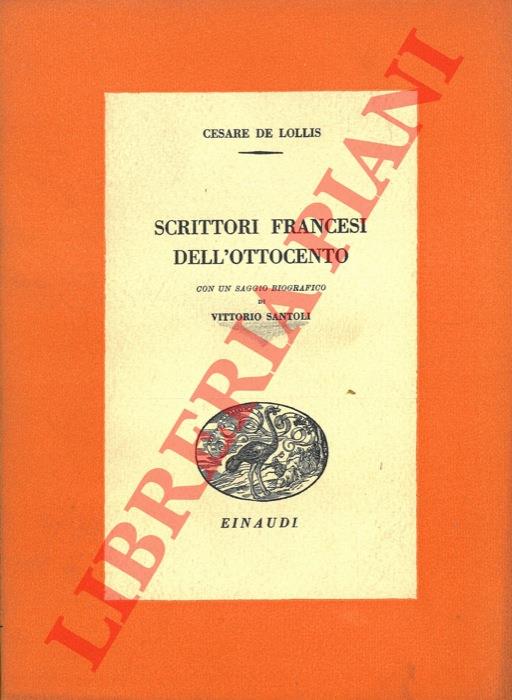 CESARE DE LOLLIS
SCRITTORI FRANCESI
DELL'OTTOCENTO
CON UN SAGGIO BIOGRAFICO
DI
VITTORIO SANTOLI
EINAUDI
LIBRERIA PIANI